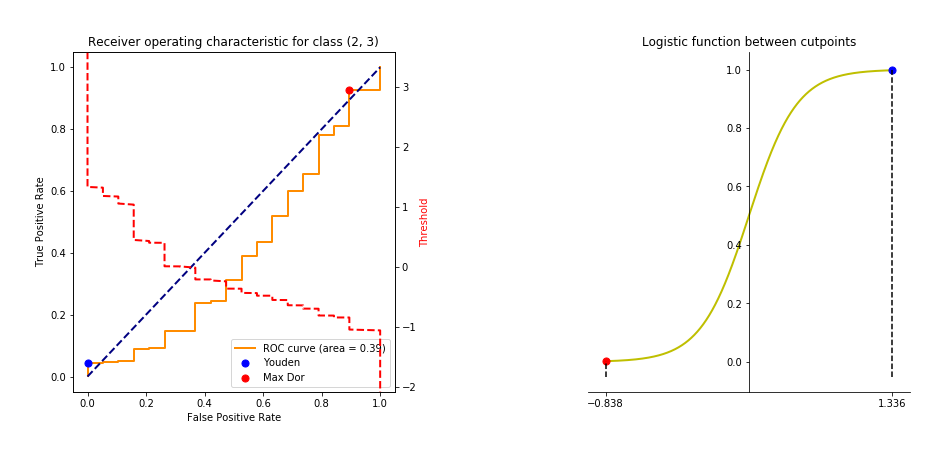 Receiver operating characteristic for class (2, 3)
Logistic function between cutpoints
1.0
0.8
0.6
0.4
0.2
0.0
True Positive Rate
0.0 0.2 0.4 0.6 0.8 1.0
False Positive Rate
3
2
1
0
−1
−2
Threshold
ROC curve (area = 0.39)
Youden
Max Dor
1.0
0.8
0.6
0.4
0.2
0.0
−0.838 1.336